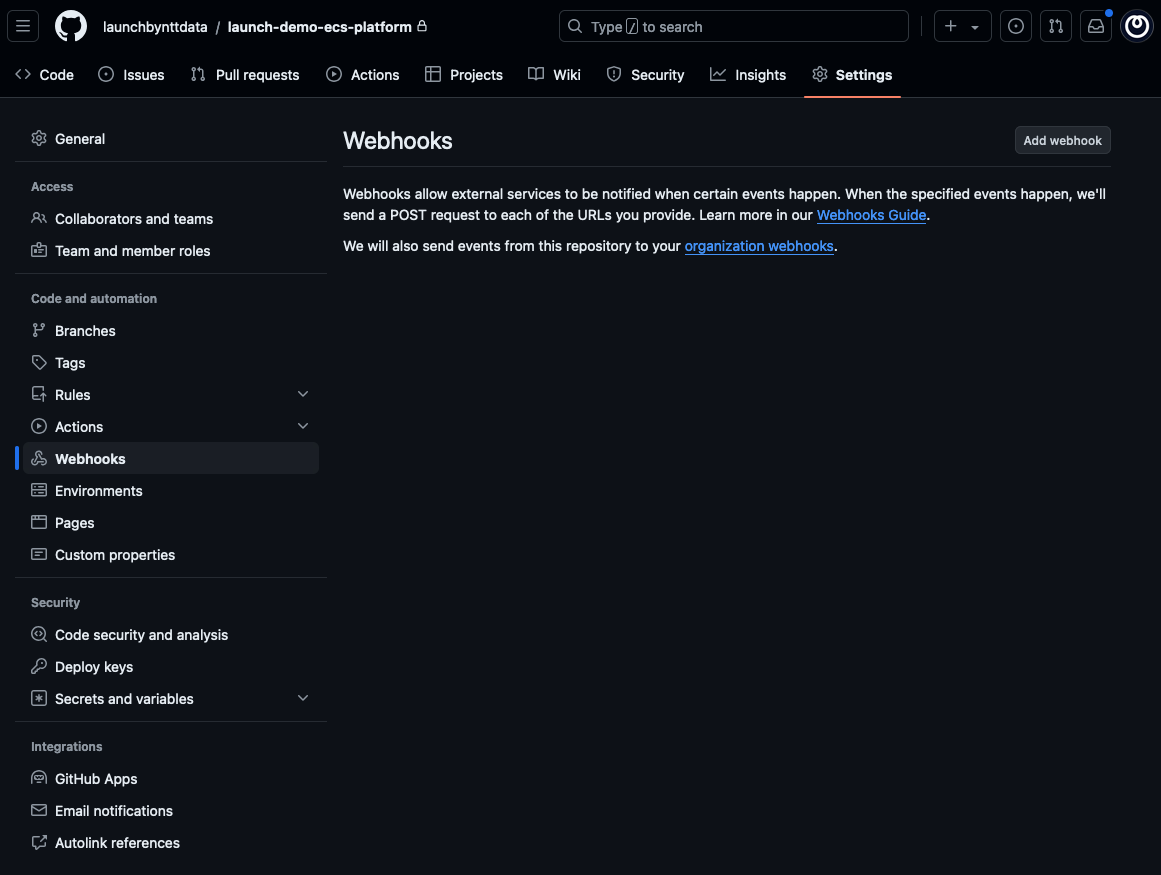 launchbynttdata / launch-demo-ecs-platform
Type / to search
Code
Issues
Pull requests
Actions
Projects
Wiki
Security
Insights
Settings
General
Access
Collaborators and teams
Team and member roles
Code and automation
Branches
Tags
Rules
Actions
Webhooks
Environments
Pages
Custom properties
Security
Code security and analysis
Deploy keys
Secrets and variables
Integrations
GitHub Apps
Email notifications
Autolink references
Webhooks
Add webhook
Webhooks allow external services to be notified when certain events happen. When the specified events happen, we'll
send a POST request to each of the URLs you provide. Learn more in our Webhooks Guide.
We will also send events from this repository to your organization webhooks.